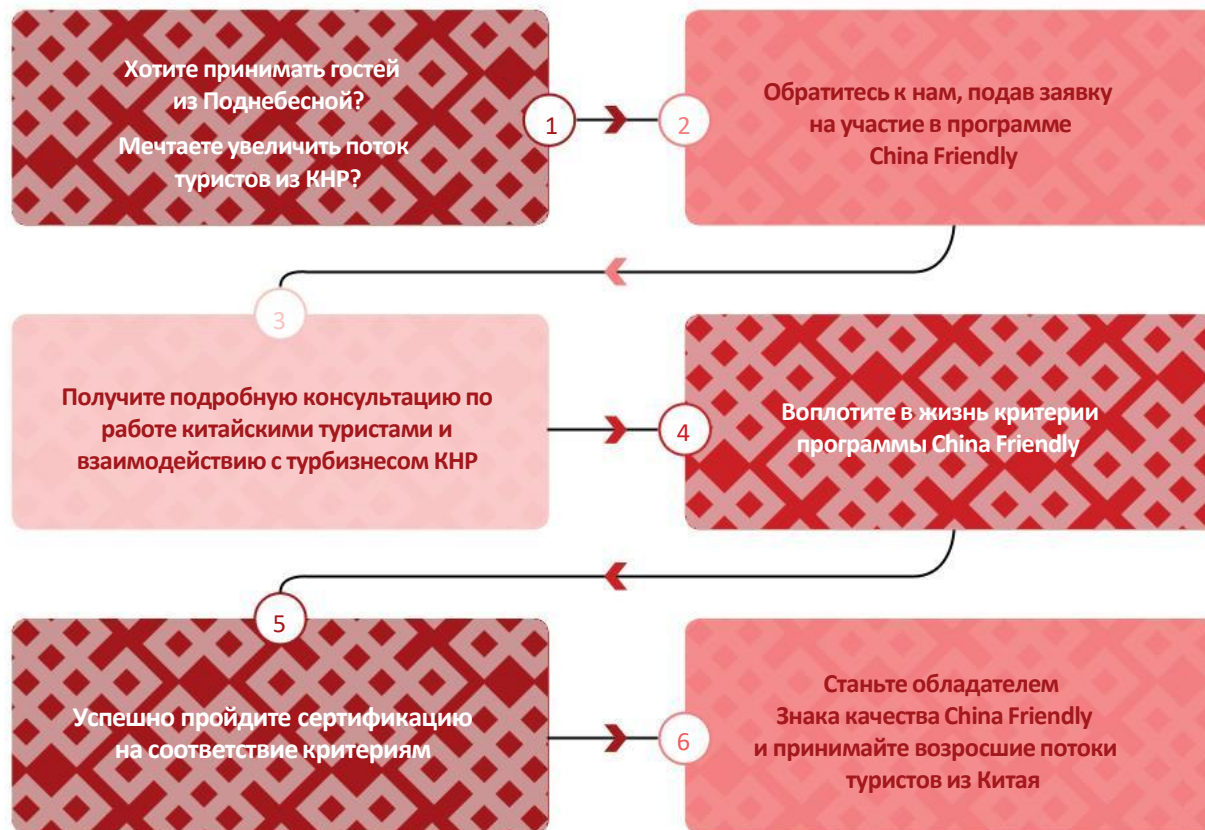 Хотите принимать гостей
из Поднебесной?
Мечтаете увеличить поток
туристов из КНР?
1
2
Обратитесь к нам, подав заявку
на участие в программе
China Friendly
3
Получите подробную консультацию по
работе китайскими туристами и
взаимодействию с турбизнесом КНР
4
Воплотите в жизнь критерии
программы China Friendly
5
Успешно пройдите сертификацию
на соответствие критериям
6
Станьте обладателем
Знака качества China Friendly
и принимайте возросшие потоки
туристов из Китая